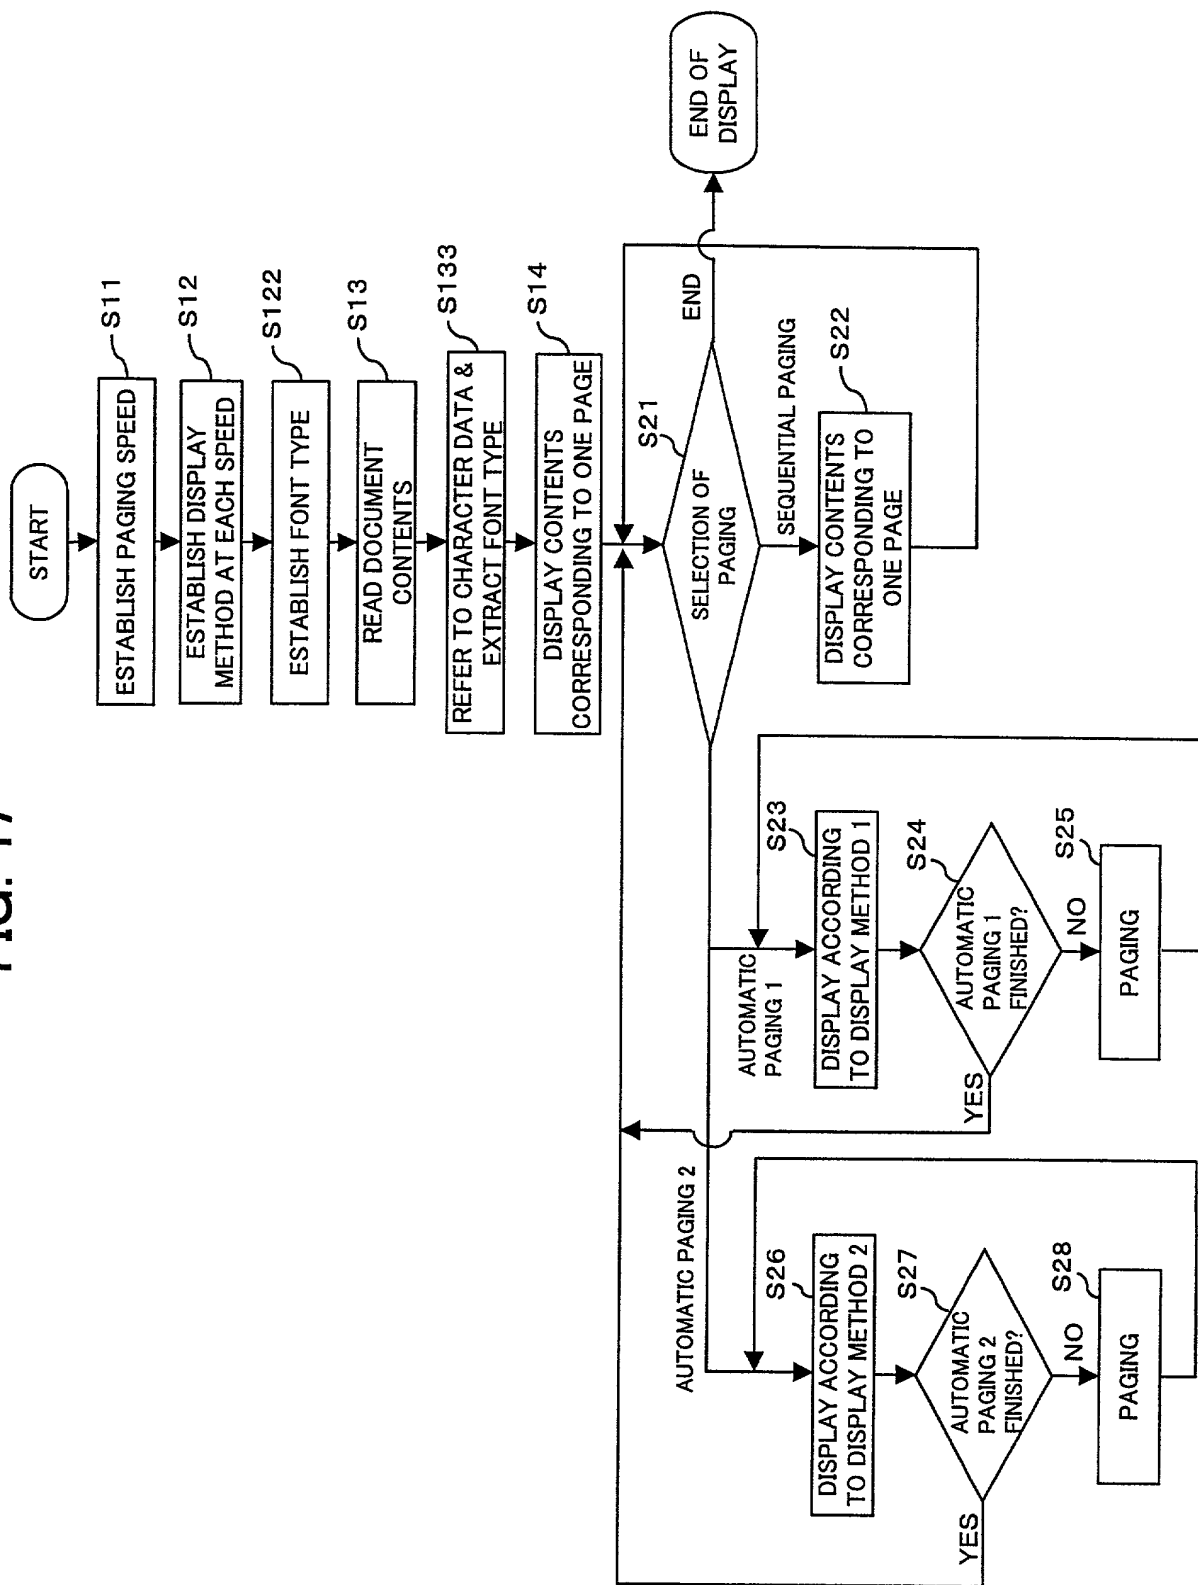 START
ESTABLISH PAGING SPEED
S11
ESTABLISH DISPLAY
METHOD AT EACH SPEED
S12
ESTABLISH FONT TYPE
S122
READ DOCUMENT
CONTENTS
S13
REFER TO CHARACTER DATA &
EXTRACT FONT TYPE
S133
DISPLAY CONTENTS
CORRESPONDING TO ONE PAGE
S14
SELECTION OF
PAGING
S21
END
END OF
DISPLAY
SEQUENTIAL PAGING
DISPLAY CONTENTS
CORRESPONDING TO
ONE PAGE
S22
AUTOMATIC
PAGING 1
DISPLAY ACCORDING
TO DISPLAY METHOD 1
S23
AUTOMATIC
PAGING 1
FINISHED?
S24
YES
NO
PAGING
S25
AUTOMATIC PAGING 2
DISPLAY ACCORDING
TO DISPLAY METHOD 2
S26
AUTOMATIC
PAGING 2
FINISHED?
S27
YES
NO
PAGING
S28